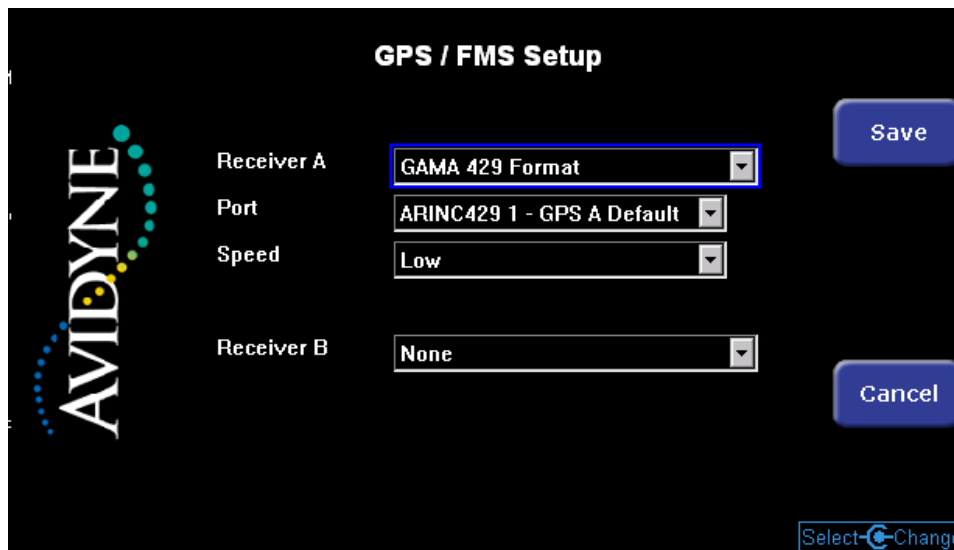 GPS / FMS Setup
Save
Receiver A
GAMA 429 Format
Port
ARINC429 1 - GPS A Default
Speed
Low
Receiver B
None
Cancel
AVIDYNE
Select
Change